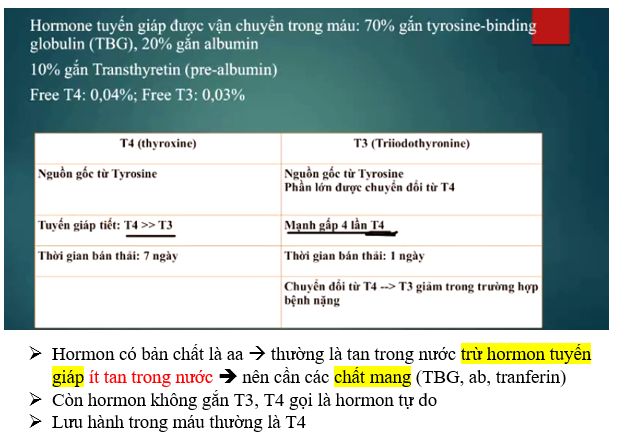 Hormone tuyến giáp được vận chuyển trong máu: 70% gắn tyrosine-binding
globulin (TBG), 20% gắn albumin
10% gắn Transthyretin (pre-albumin)
Free T4: 0,04%; Free T3: 0,03%
T4 (thyroxine)
T3 (Triiodothyronine)
Nguồn gốc từ Tyrosine
Nguồn gốc từ Tyrosine
Phần lớn được chuyển đổi từ T4
Tuyến giáp tiết: T4 >> T3
Mạnh gấp 4 lần T4
Thời gian bán thải: 7 ngày
Thời gian bán thải: 1 ngày
Chuyển đổi từ T4 --> T3 giảm trong trường hợp
bệnh nặng
➢ Hormon có bản chất là aa → thường là tan trong nước trừ hormon tuyến
giáp ít tan trong nước → nên cần các chất mang (TBG, ab, tranferin)
➢ Còn hormon không gắn T3, T4 gọi là hormon tự do
➢ Lưu hành trong máu thường là T4